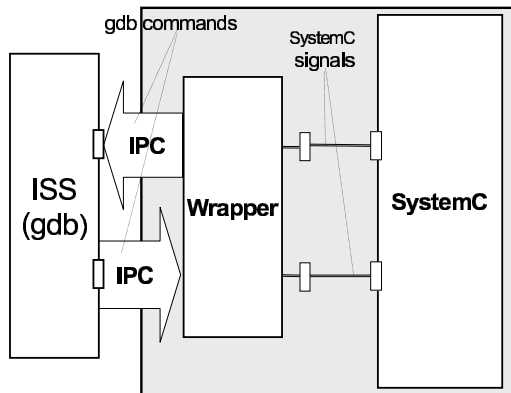 gdb commands
SystemC
signals
IPC
ISS
(gdb)
Wrapper
SystemC
IPC